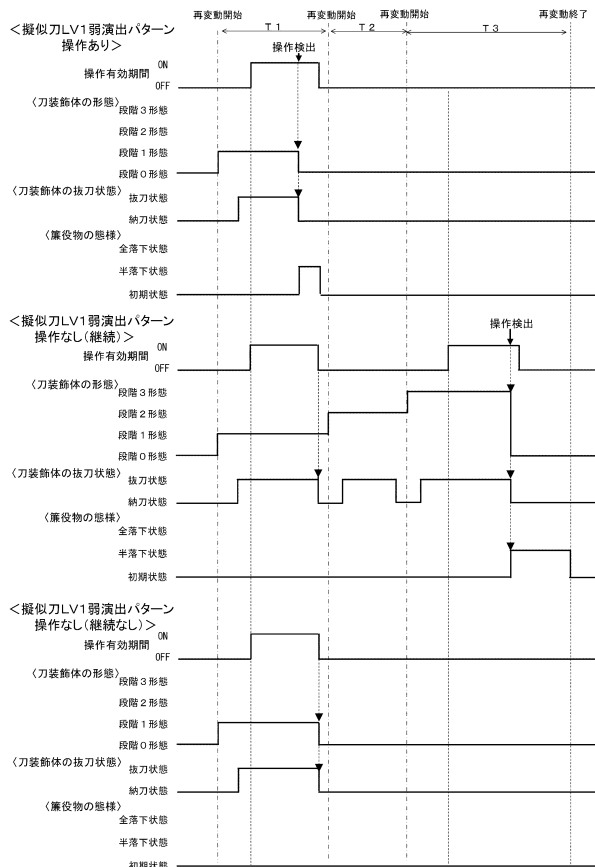 再変動開始 再変動開始 再変動開始 再変動終了
T1 T2 T3
＜擬似刀LV1弱演出パターン
操作あり＞
操作検出
操作有効期間 ON
OFF
〈刀装飾体の形態〉
段階3形態
段階2形態
段階1形態
段階0形態
〈刀装飾体の抜刀状態〉
抜刀状態
納刀状態
〈簾役物の態様〉
全落下状態
半落下状態
初期状態
＜擬似刀LV1弱演出パターン
操作なし(継続)＞
操作検出
操作有効期間 ON
OFF
〈刀装飾体の形態〉
段階3形態
段階2形態
段階1形態
段階0形態
〈刀装飾体の抜刀状態〉
抜刀状態
納刀状態
〈簾役物の態様〉
全落下状態
半落下状態
初期状態
＜擬似刀LV1弱演出パターン
操作なし(継続なし)＞
操作有効期間 ON
OFF
〈刀装飾体の形態〉
段階3形態
段階2形態
段階1形態
段階0形態
〈刀装飾体の抜刀状態〉
抜刀状態
納刀状態
〈簾役物の態様〉
全落下状態
半落下状態
初期状態